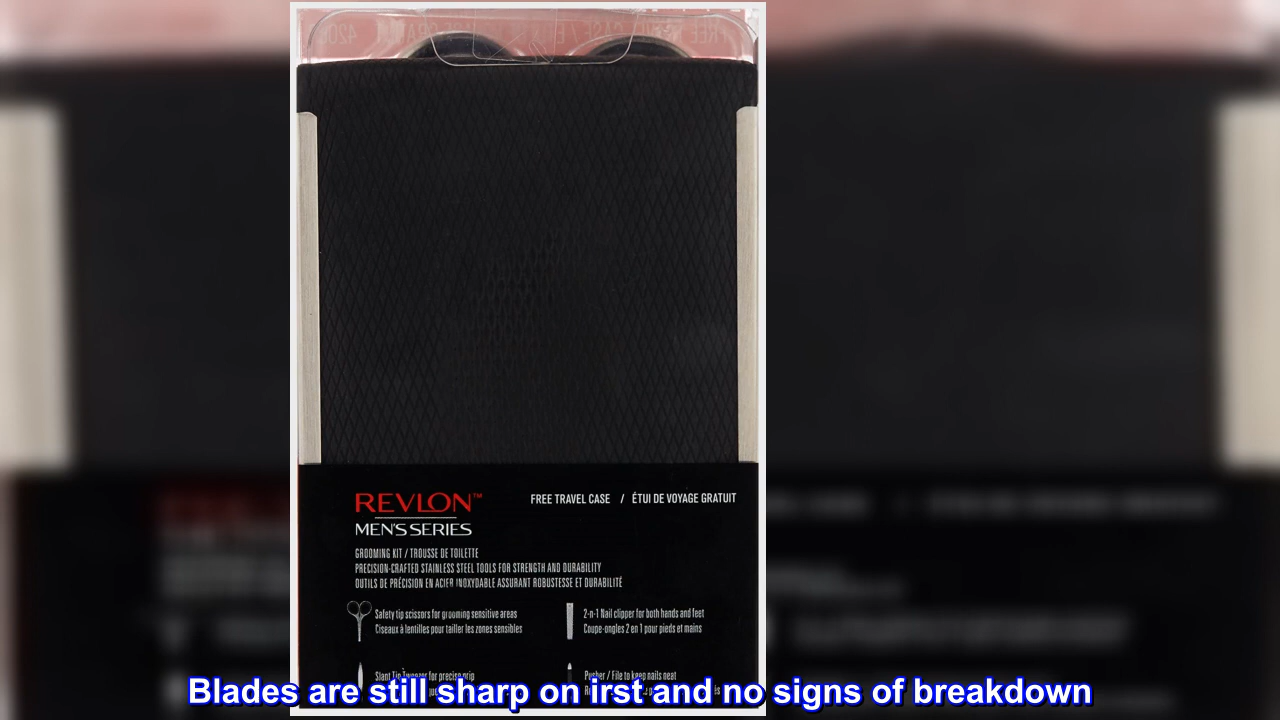 REVLON™
MEN'S SERIES
FREE TRAVEL CASE / ÉTUI DE VOYAGE GRATUIT
GROOMING KIT / TROUSSE DE TOILETTE
PRECISION-CRAFTED STAINLESS STEEL TOOLS FOR STRENGTH AND DURABILITY
OUTILS DE PRÉCISION EN ACIER INOXYDABLE ASSURANT ROBUSTESSE ET DURABILITÉ
Safety tip scissors for grooming sensitive areas
Ciseaux à lentilles pour tailler les zones sensibles
2-n-1 Nail clipper for both hands and feet
Coupe-ongles 2 en 1 pour pieds et mains
Slant Tip Tweezer for precise grip
Pusher / File to keep nails neat
Blades are still sharp on irst and no signs of breakdown